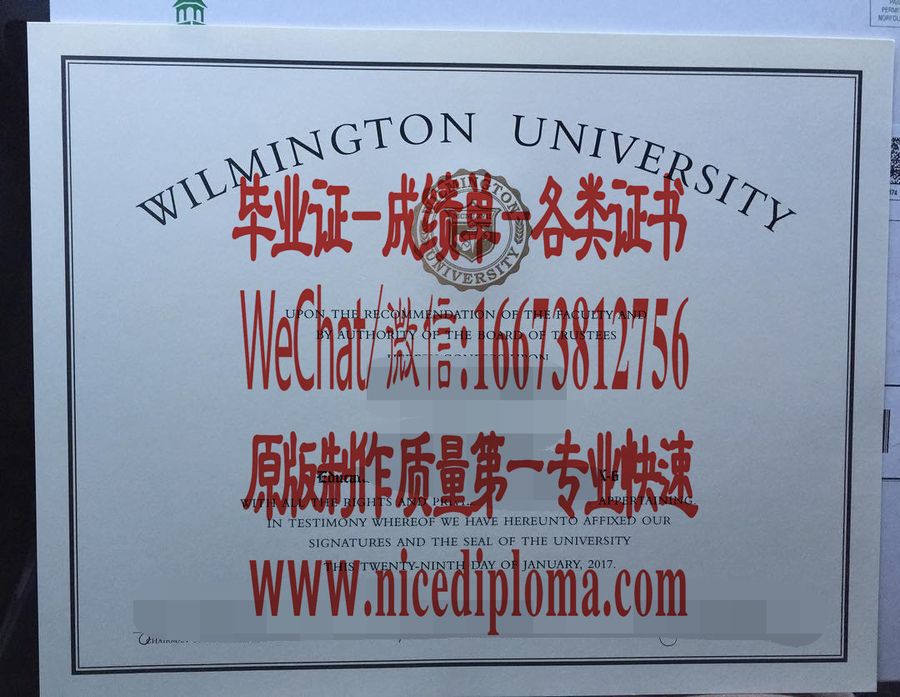 WILMINGTON UNIVERSITY
WILMINGTON
UNIVERSITY
毕业证一成绩单一各类证书
UPON THE RECOMMENDATION OF THE FACULTY AND
WeChat/微信:16673812756
BY AUTHORITY OF THE BOARD OF TRUSTEES
原版制作质量第一专业快速
K-6
WITH ALL THE RIGHTS AND APPERTAINING
IN TESTIMONY WHEREOF WE HAVE HEREUNTO AFFIXED OUR
SIGNATURES AND THE SEAL OF THE UNIVERSITY
THIS TWENTY-NINTH DAY OF JANUARY, 2017.
WWW.nicediploma.com